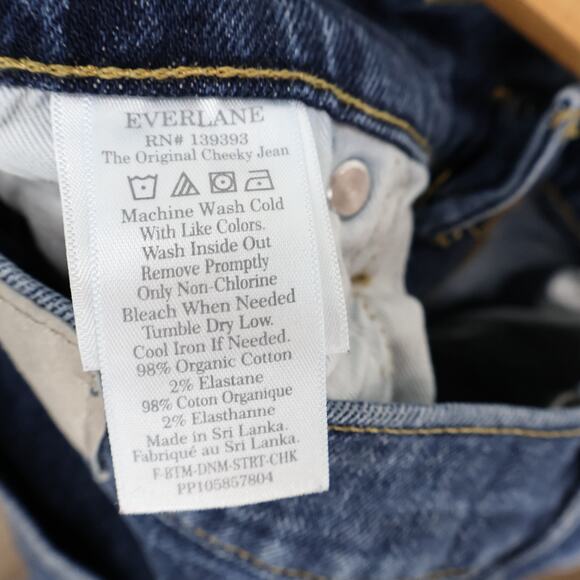 EVERLANE
RN# 139393
The Original Cheeky Jean
Machine Wash Cold
With Like Colors.
Wash Inside Out
Remove Promptly
Only Non-Chlorine
Bleach When Needed
Tumble Dry Low.
Cool Iron If Needed.
98% Organic Cotton
2% Elastane
98% Coton Organique
2% Elasthanne
Made in Sri Lanka.
Fabriqué au Sri Lanka.
F-BTM-DNM-STRT-CHK
PP105857804